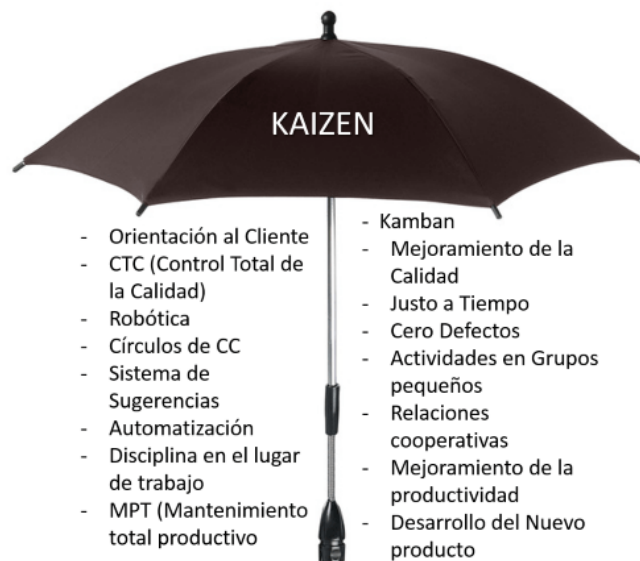 KAIZEN
- Orientación al Cliente
- CTC (Control Total de
la Calidad)
- Robótica
- Círculos de CC
- Sistema de
Sugerencias
- Automatización
- Disciplina en el lugar
de trabajo
- MPT (Mantenimiento
total productivo
- Kamban
- Mejoramiento de la
Calidad
- Justo a Tiempo
- Cero Defectos
- Actividades en Grupos
pequeños
- Relaciones
cooperativas
- Mejoramiento de la
productividad
- Desarrollo del Nuevo
producto